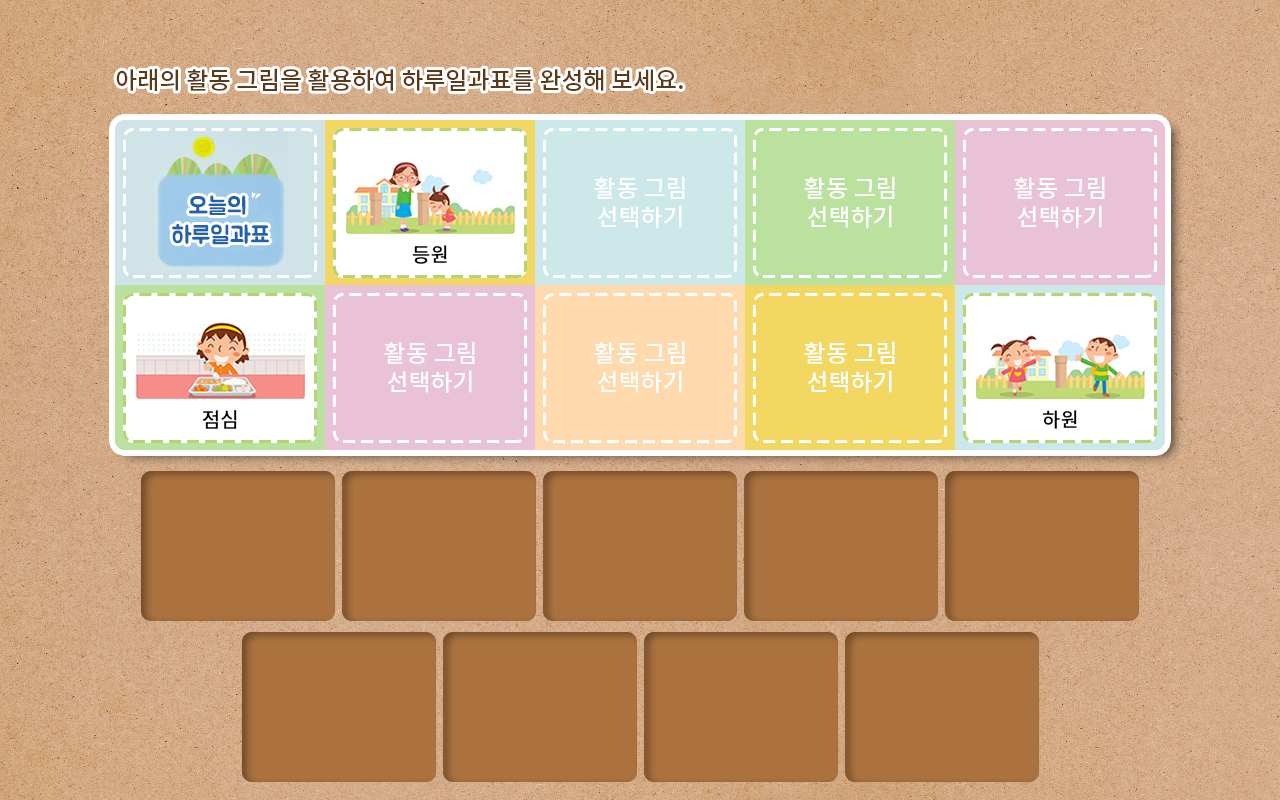 아래의 활동 그림을 활용하여 하루일과표를 완성해 보세요.
오늘의
하루일과표
등원
활동 그림
선택하기
활동 그림
선택하기
활동 그림
선택하기
점심
활동 그림
선택하기
활동 그림
선택하기
활동 그림
선택하기
하원